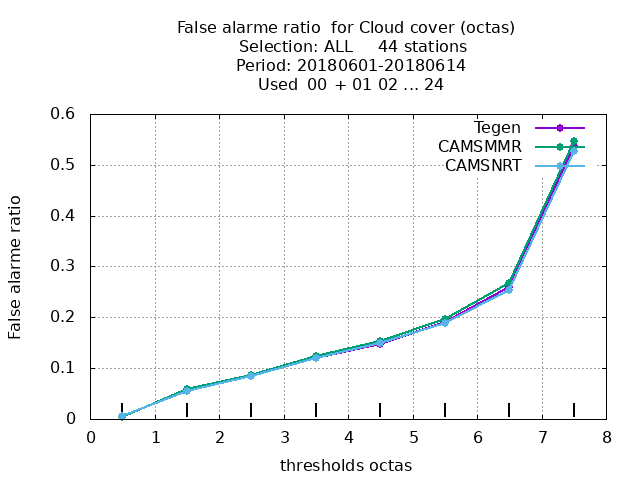 False alarme ratio  for Cloud cover (octas)
Selection: ALL     44 stations
Period: 20180601-20180614
Used  00  + 01 02 ... 24
Tegen
CAMSMMR
CAMSNRT
False alarme ratio
0.6
0.5
0.4
0.3
0.2
0.1
0
0 1 2 3 4 5 6 7 8
thresholds octas